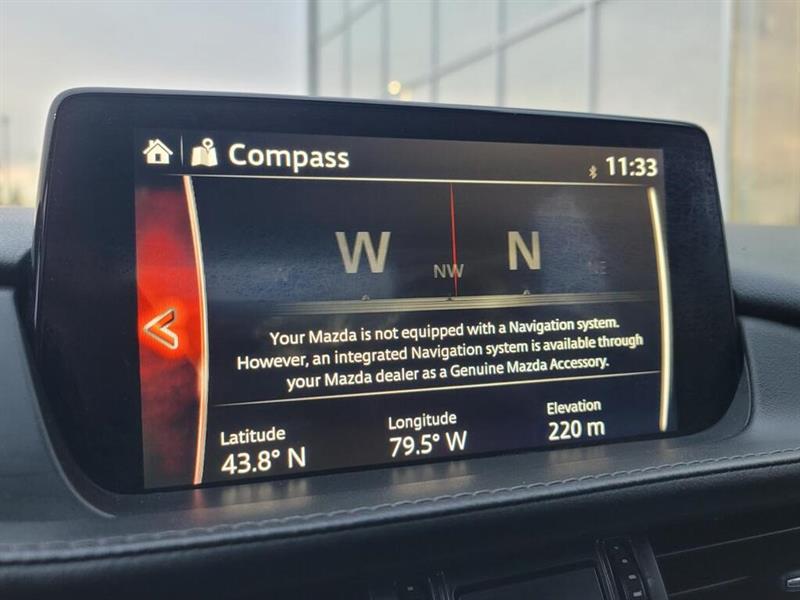 Compass
11:33
W NW N NE
Your Mazda is not equipped with a Navigation system.
However, an integrated Navigation system is available through
your Mazda dealer as a Genuine Mazda Accessory.
Latitude Longitude Elevation
43.8° N 79.5° W 220 m